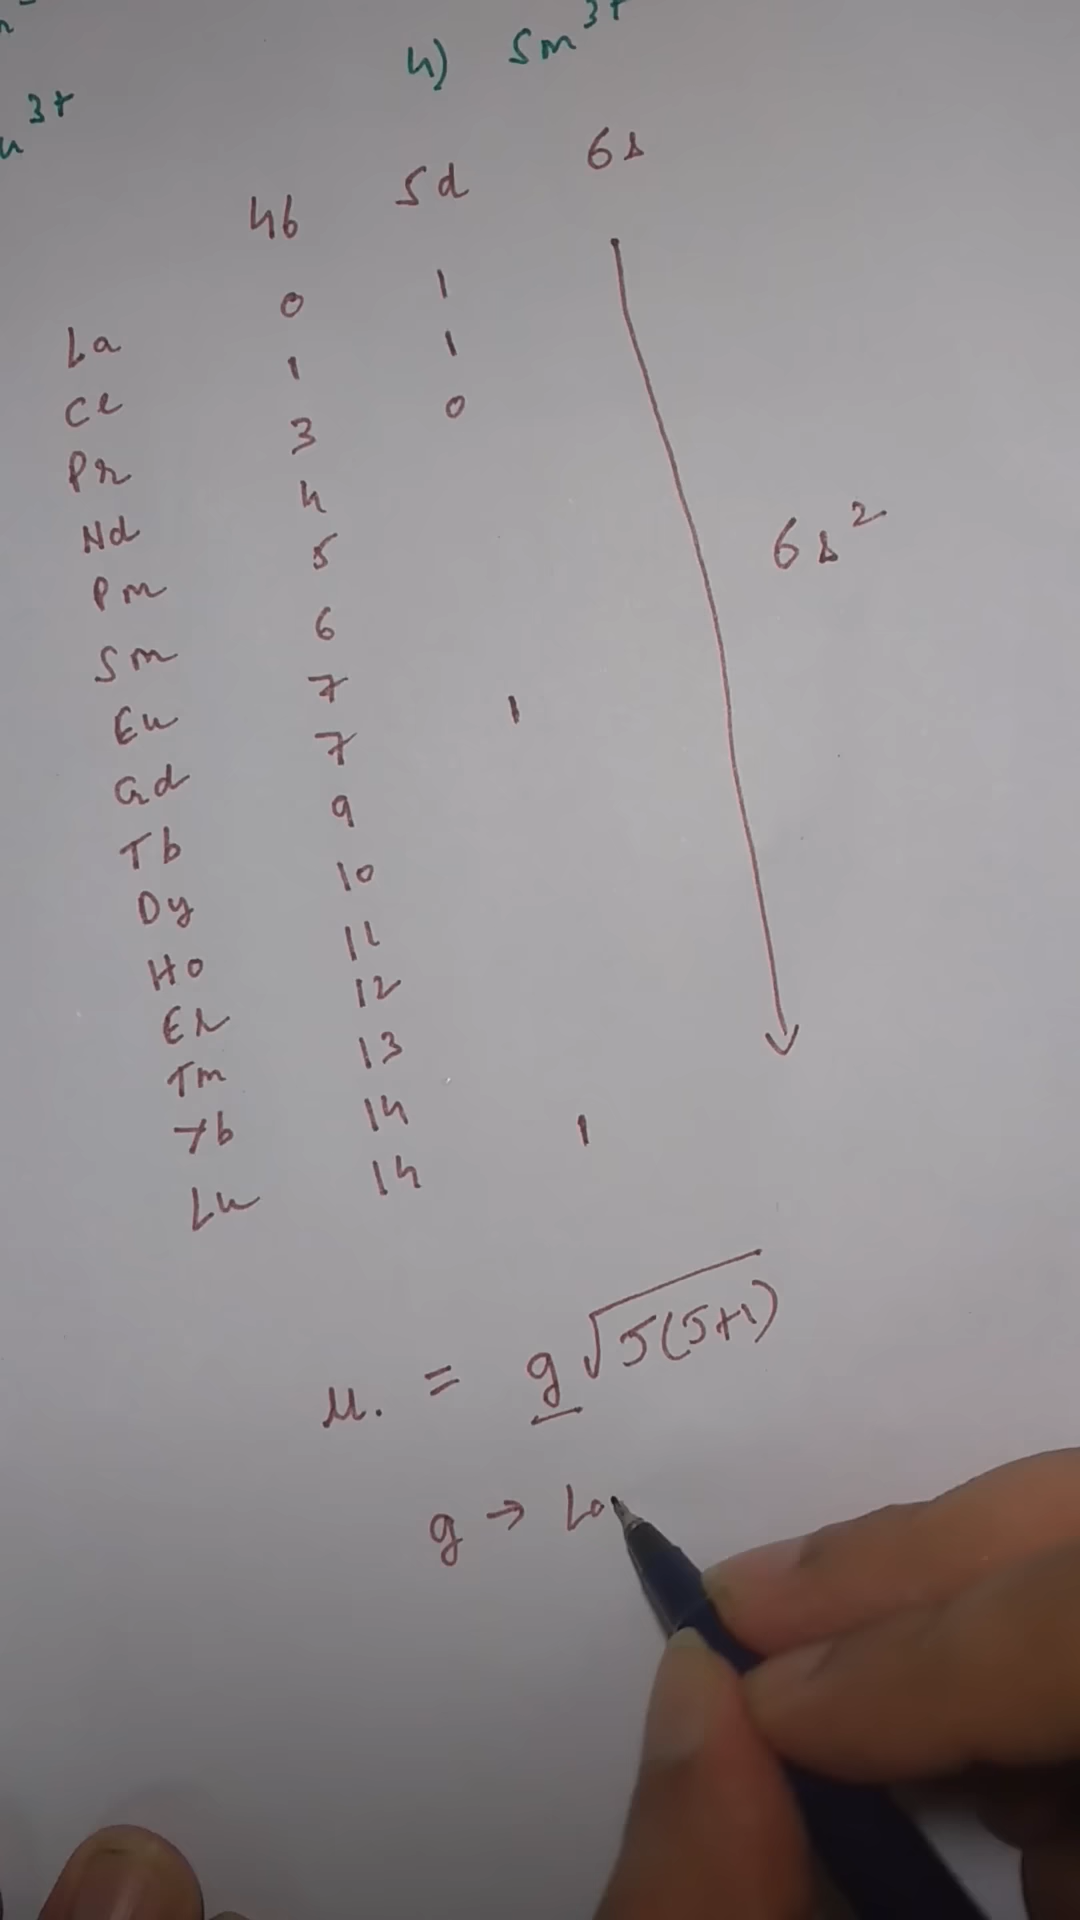 4) Sm³⁺
u³⁺
4f 5d 6s
La 0 1
Ce 1 1
Pr 3 0
Nd 4
Pm 5
Sm 6
Eu 7
Gd 7 1
Tb 9
Dy 10
Ho 11
Er 12
Tm 13
Yb 14
Lu 14 1
6s²
μ. = g√J(J+1)
g → La